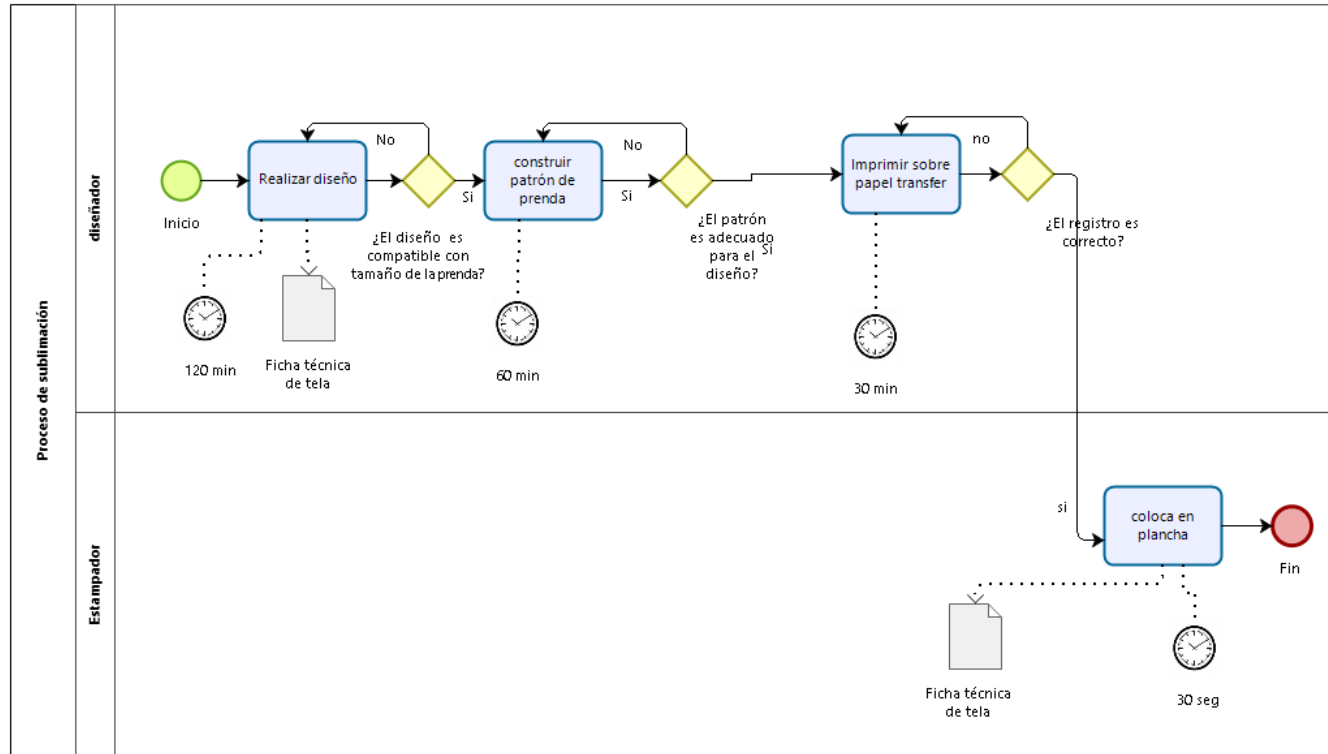 Proceso de sublimación
diseñador
Inicio
Realizar diseño
No
Si
¿El diseño es
compatible con
tamaño de la prenda?
120 min
Ficha técnica
de tela
construir
patrón de
prenda
No
Si
¿El patrón
es adecuado
para el
diseño?
Si
60 min
Imprimir sobre
papel transfer
no
¿El registro es
correcto?
30 min
Estampador
si
coloca en
plancha
Fin
Ficha técnica
de tela
30 seg